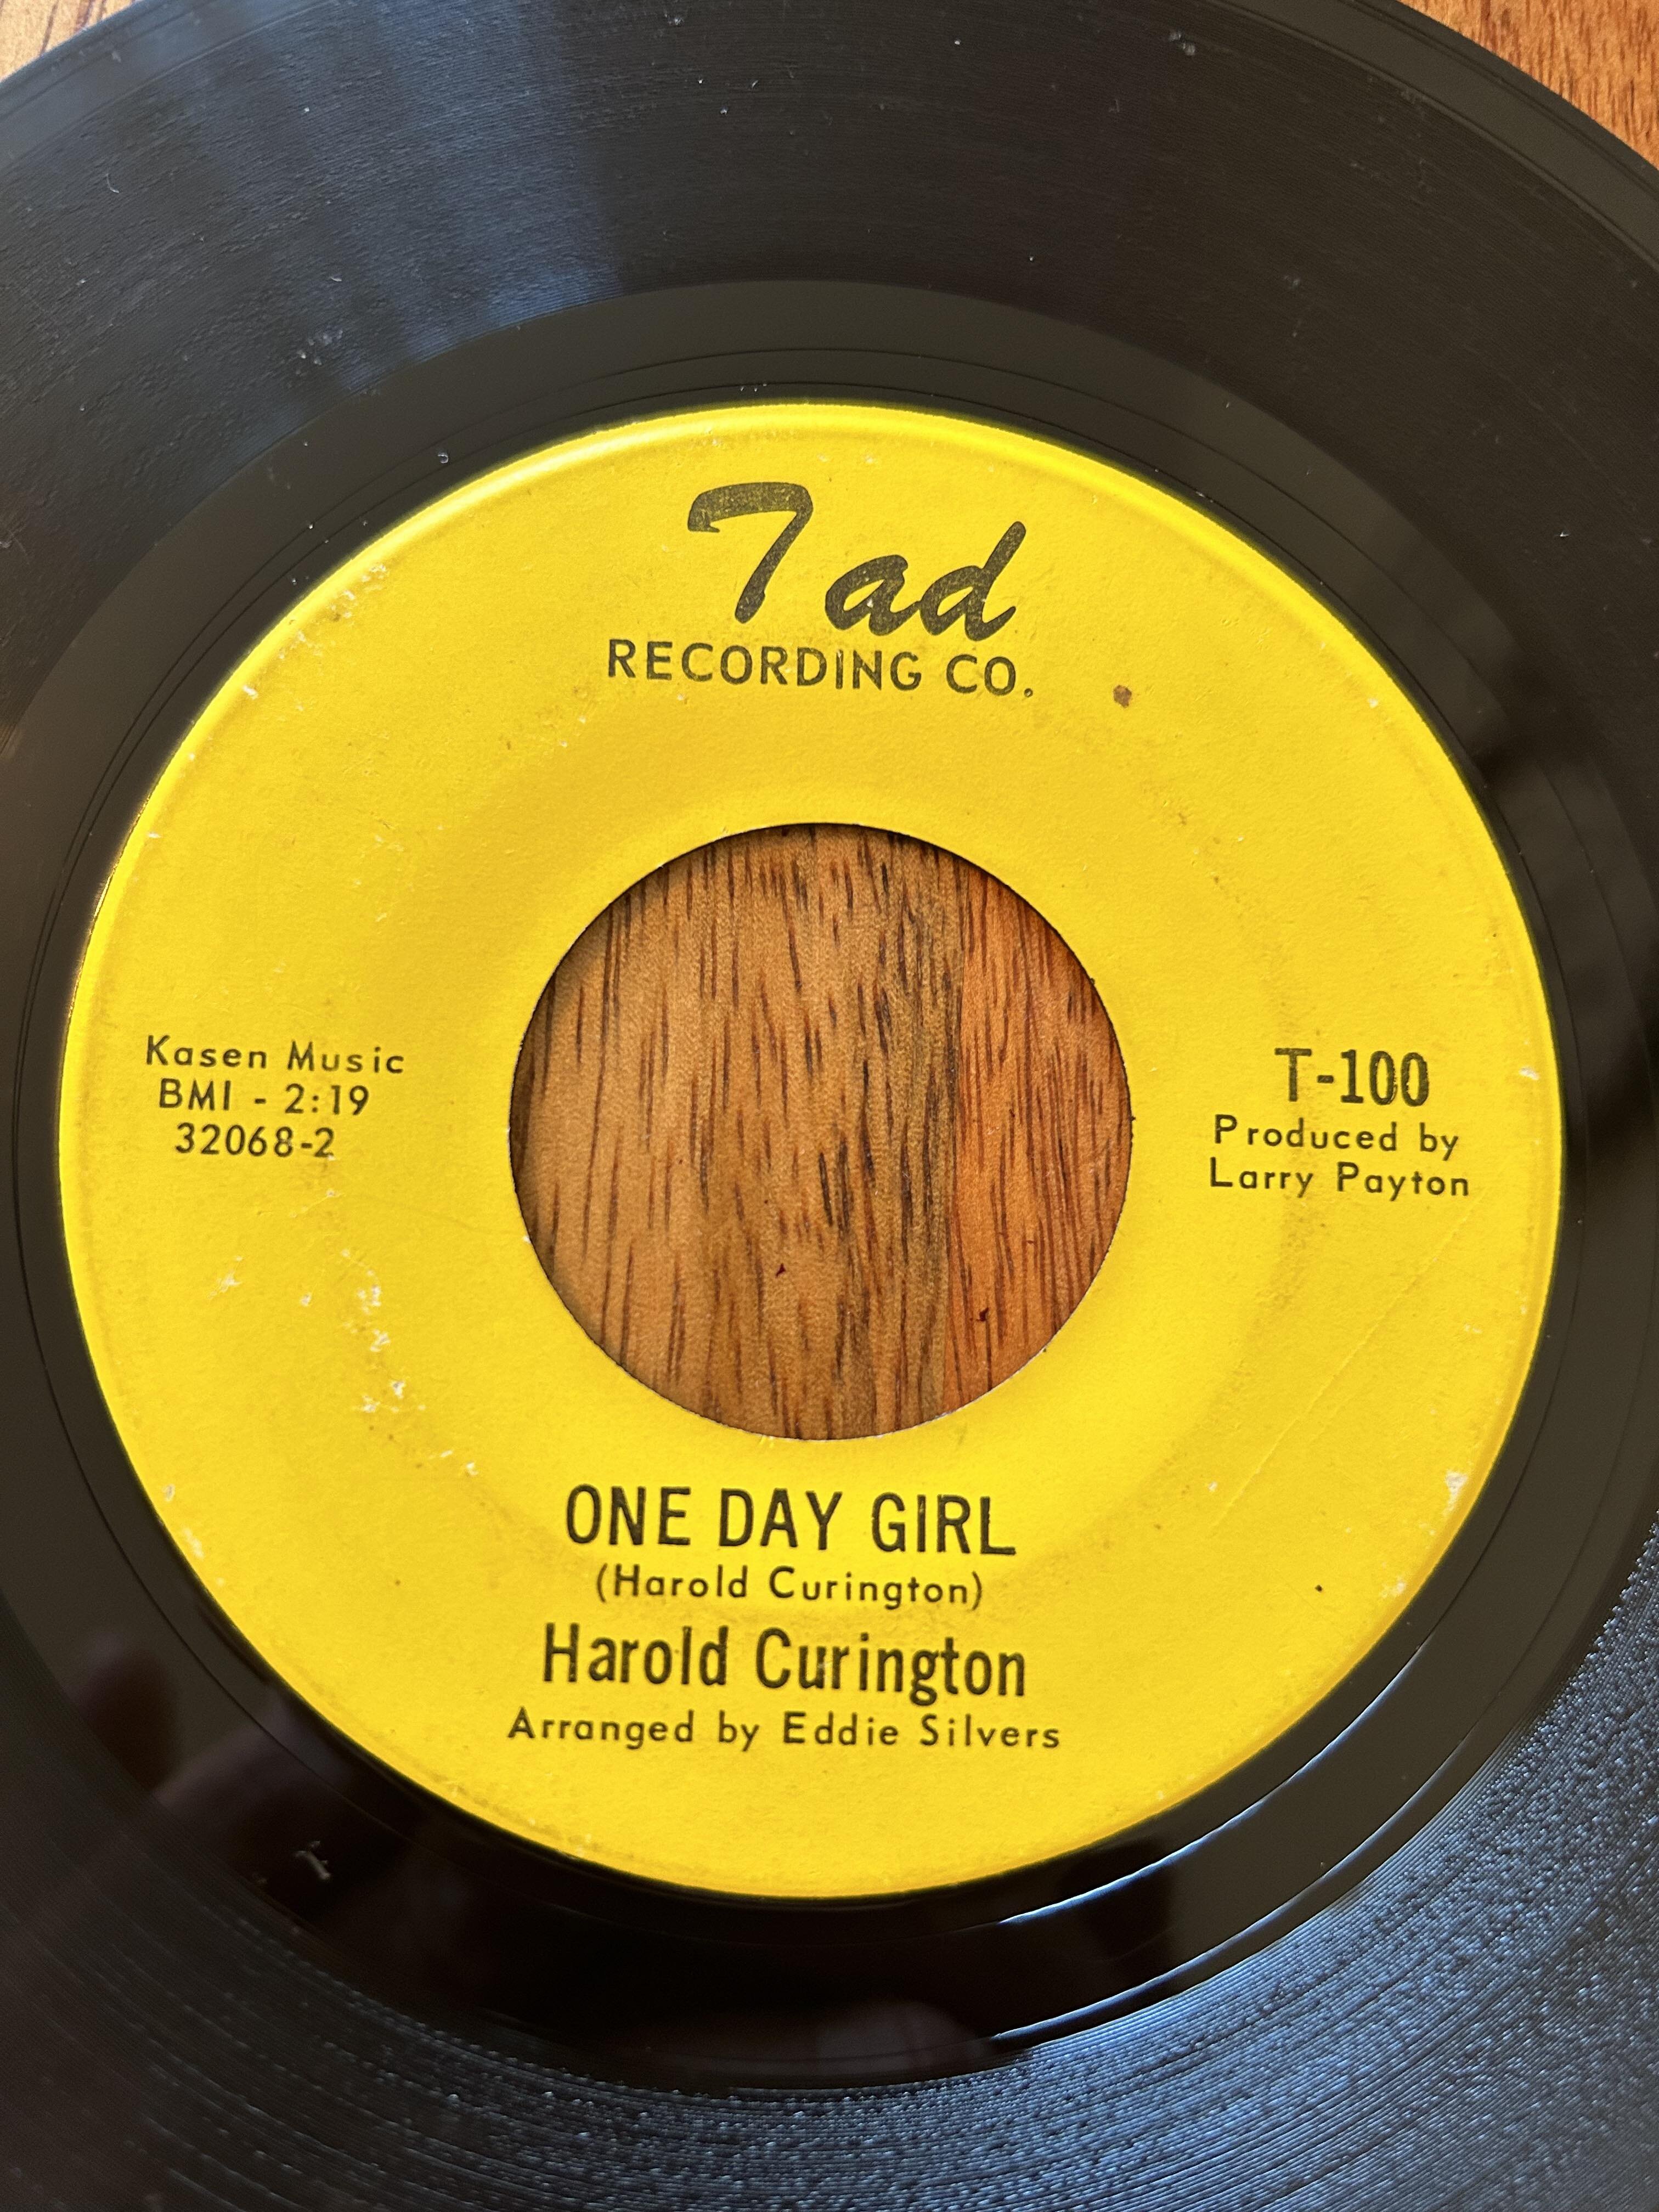 Tad
RECORDING CO.
Kasen Music
BMI - 2:19
32068-2
T-100
Produced by
Larry Payton
ONE DAY GIRL
(Harold Curington)
Harold Curington
Arranged by Eddie Silvers